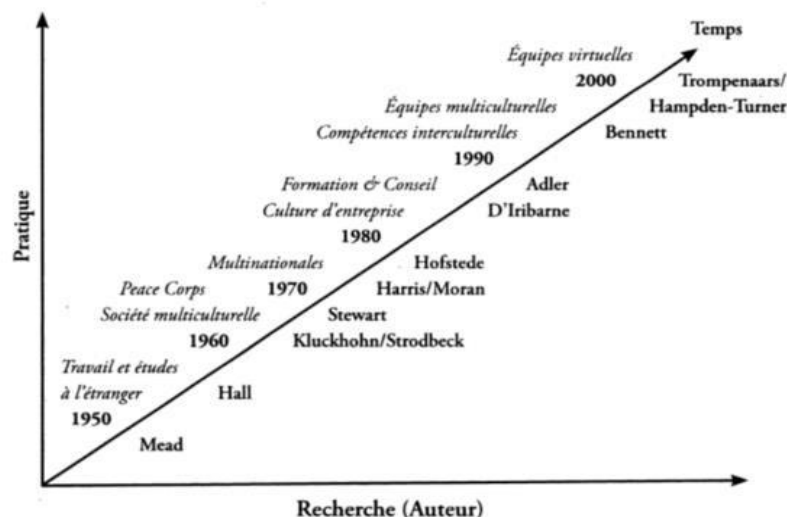 Temps
Équipes virtuelles
2000
Trompenaars/
Hampden-Turner
Équipes multiculturelles
Compétences interculturelles
Bennett
1990
Formation & Conseil
Culture d'entreprise
Adler
D'Iribarne
1980
Multinationales
Hofstede
1970
Harris/Moran
Peace Corps
Société multiculturelle
Stewart
1960
Kluckhohn/Strodbeck
Travail et études
à l'étranger
Hall
1950
Mead
Pratique
Recherche (Auteur)